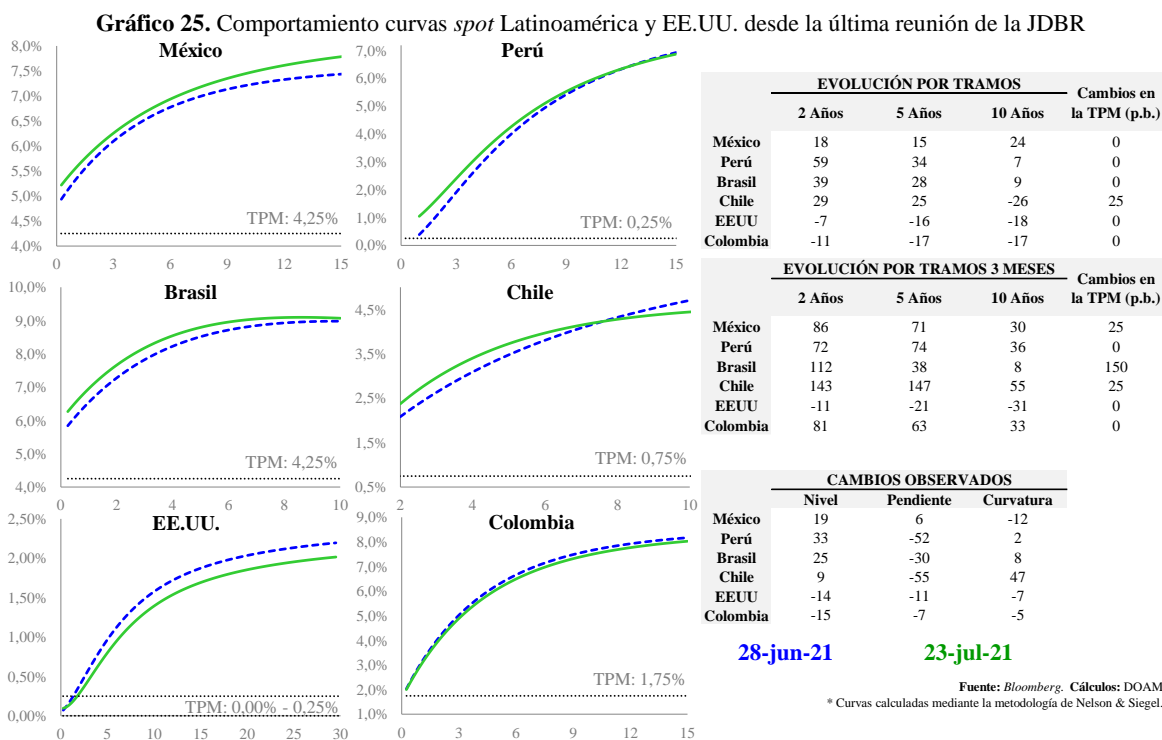 Gráfico 25. Comportamiento curvas spot Latinoamérica y EE.UU. desde la última reunión de la JDBR
México
8,0%
7,5%
7,0%
6,5%
6,0%
5,5%
5,0%
4,5%
4,0%
TPM: 4,25%
0 3 6 9 12 15
Perú
7,0%
6,0%
5,0%
4,0%
3,0%
2,0%
1,0%
0,0%
TPM: 0,25%
0 3 6 9 12 15
Brasil
10,0%
9,0%
8,0%
7,0%
6,0%
5,0%
4,0%
TPM: 4,25%
0 2 4 6 8 10
Chile
4,5%
3,5%
2,5%
1,5%
0,5%
TPM: 0,75%
2 4 6 8 10
EE.UU.
2,50%
2,00%
1,50%
1,00%
0,50%
0,00%
TPM: 0,00% - 0,25%
0 5 10 15 20 25 30
Colombia
9,0%
8,0%
7,0%
6,0%
5,0%
4,0%
3,0%
2,0%
1,0%
TPM: 1,75%
0 3 6 9 12 15
EVOLUCIÓN POR TRAMOS Cambios en la TPM (p.b.)
2 Años 5 Años 10 Años
México 18 15 24 0
Perú 59 34 7 0
Brasil 39 28 9 0
Chile 29 25 -26 25
EEUU -7 -16 -18 0
Colombia -11 -17 -17 0
EVOLUCIÓN POR TRAMOS 3 MESES Cambios en la TPM (p.b.)
2 Años 5 Años 10 Años
México 86 71 30 25
Perú 72 74 36 0
Brasil 112 38 8 150
Chile 143 147 55 25
EEUU -11 -21 -31 0
Colombia 81 63 33 0
CAMBIOS OBSERVADOS
Nivel Pendiente Curvatura
México 19 6 -12
Perú 33 -52 2
Brasil 25 -30 8
Chile 9 -55 47
EEUU -14 -11 -7
Colombia -15 -7 -5
28-jun-21 23-jul-21
Fuente: Bloomberg. Cálculos: DOAM
* Curvas calculadas mediante la metodología de Nelson & Siegel.